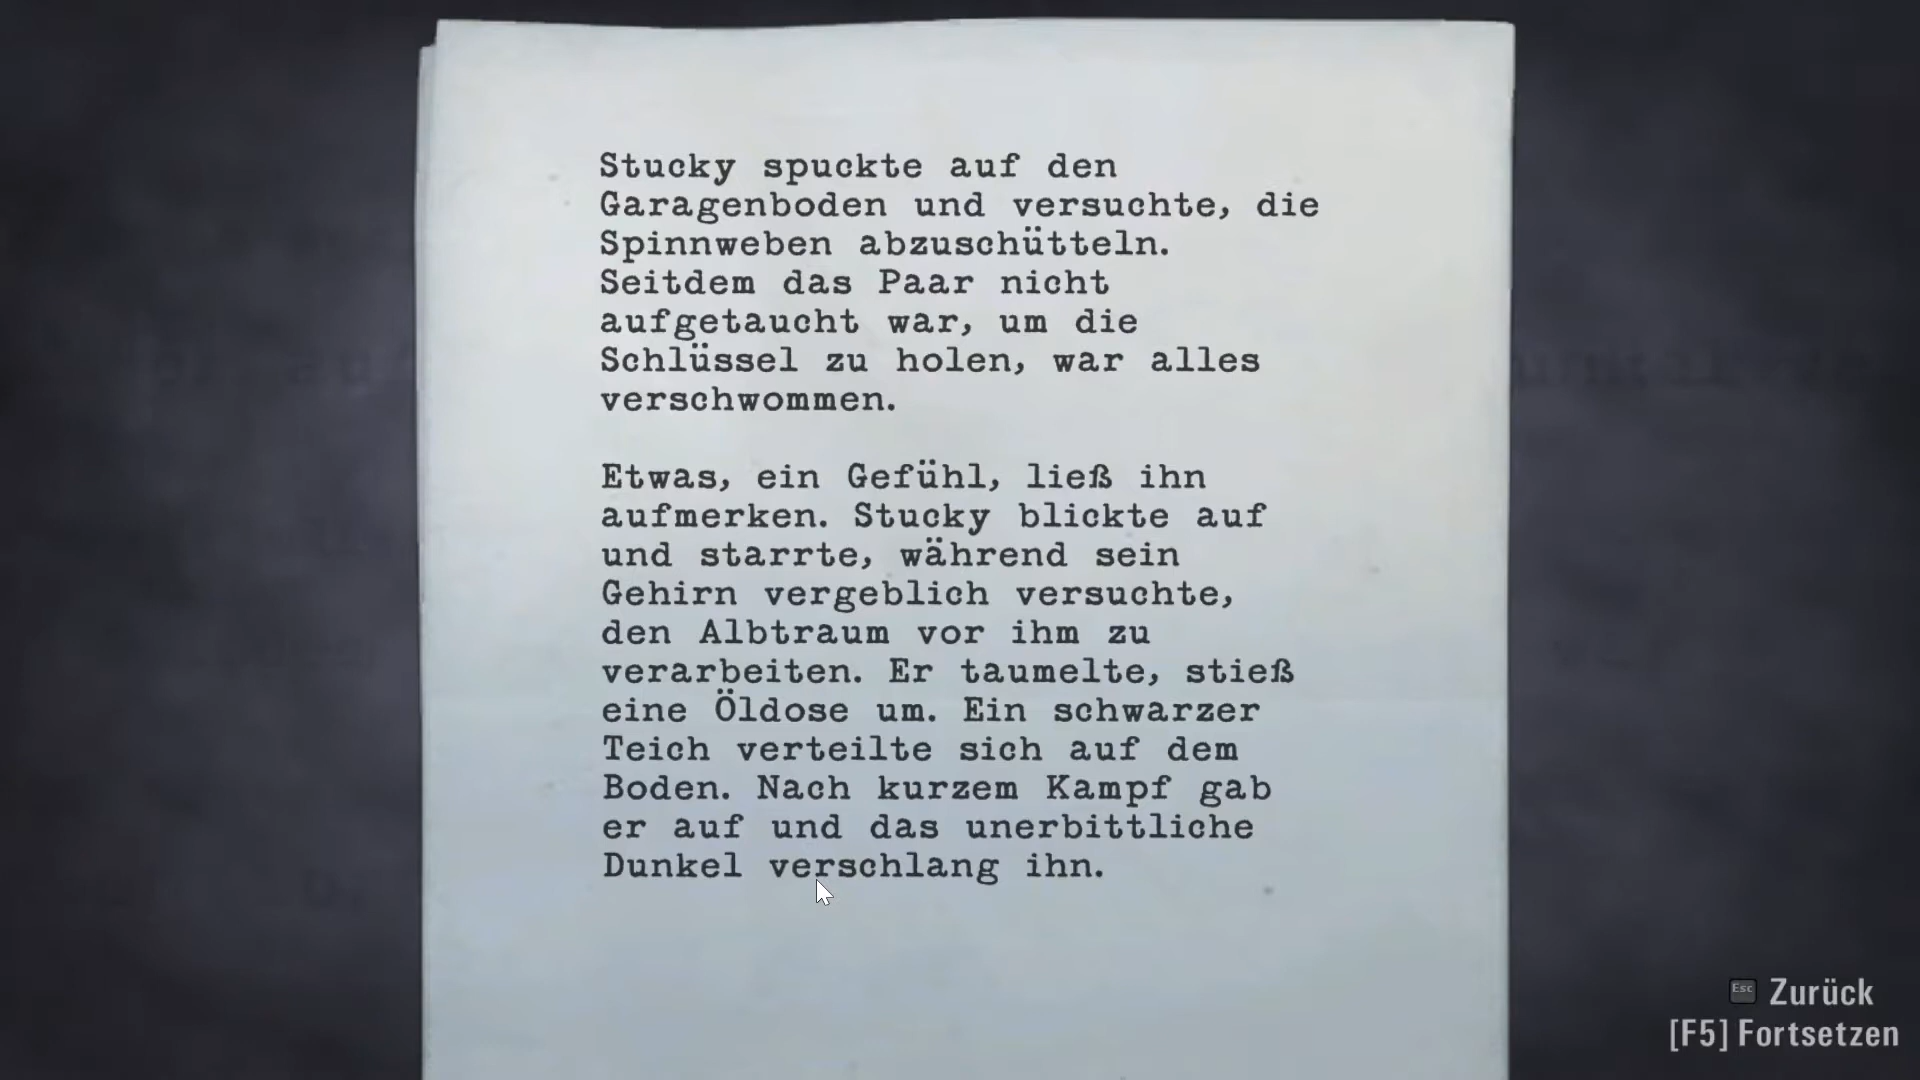 Stucky spuckte auf den
Garagenboden und versuchte, die
Spinnweben abzuschütteln.
Seitdem das Paar nicht
aufgetaucht war, um die
Schlüssel zu holen, war alles
verschwommen.
Etwas, ein Gefühl, ließ ihn
aufmerken. Stucky blickte auf
und starrte, während sein
Gehirn vergeblich versuchte,
den Albtraum vor ihm zu
verarbeiten. Er taumelte, stieß
eine Öldose um. Ein schwarzer
Teich verteilte sich auf dem
Boden. Nach kurzem Kampf gab
er auf und das unerbittliche
Dunkel verschlang ihn.
Esc Zurück
[F5] Fortsetzen